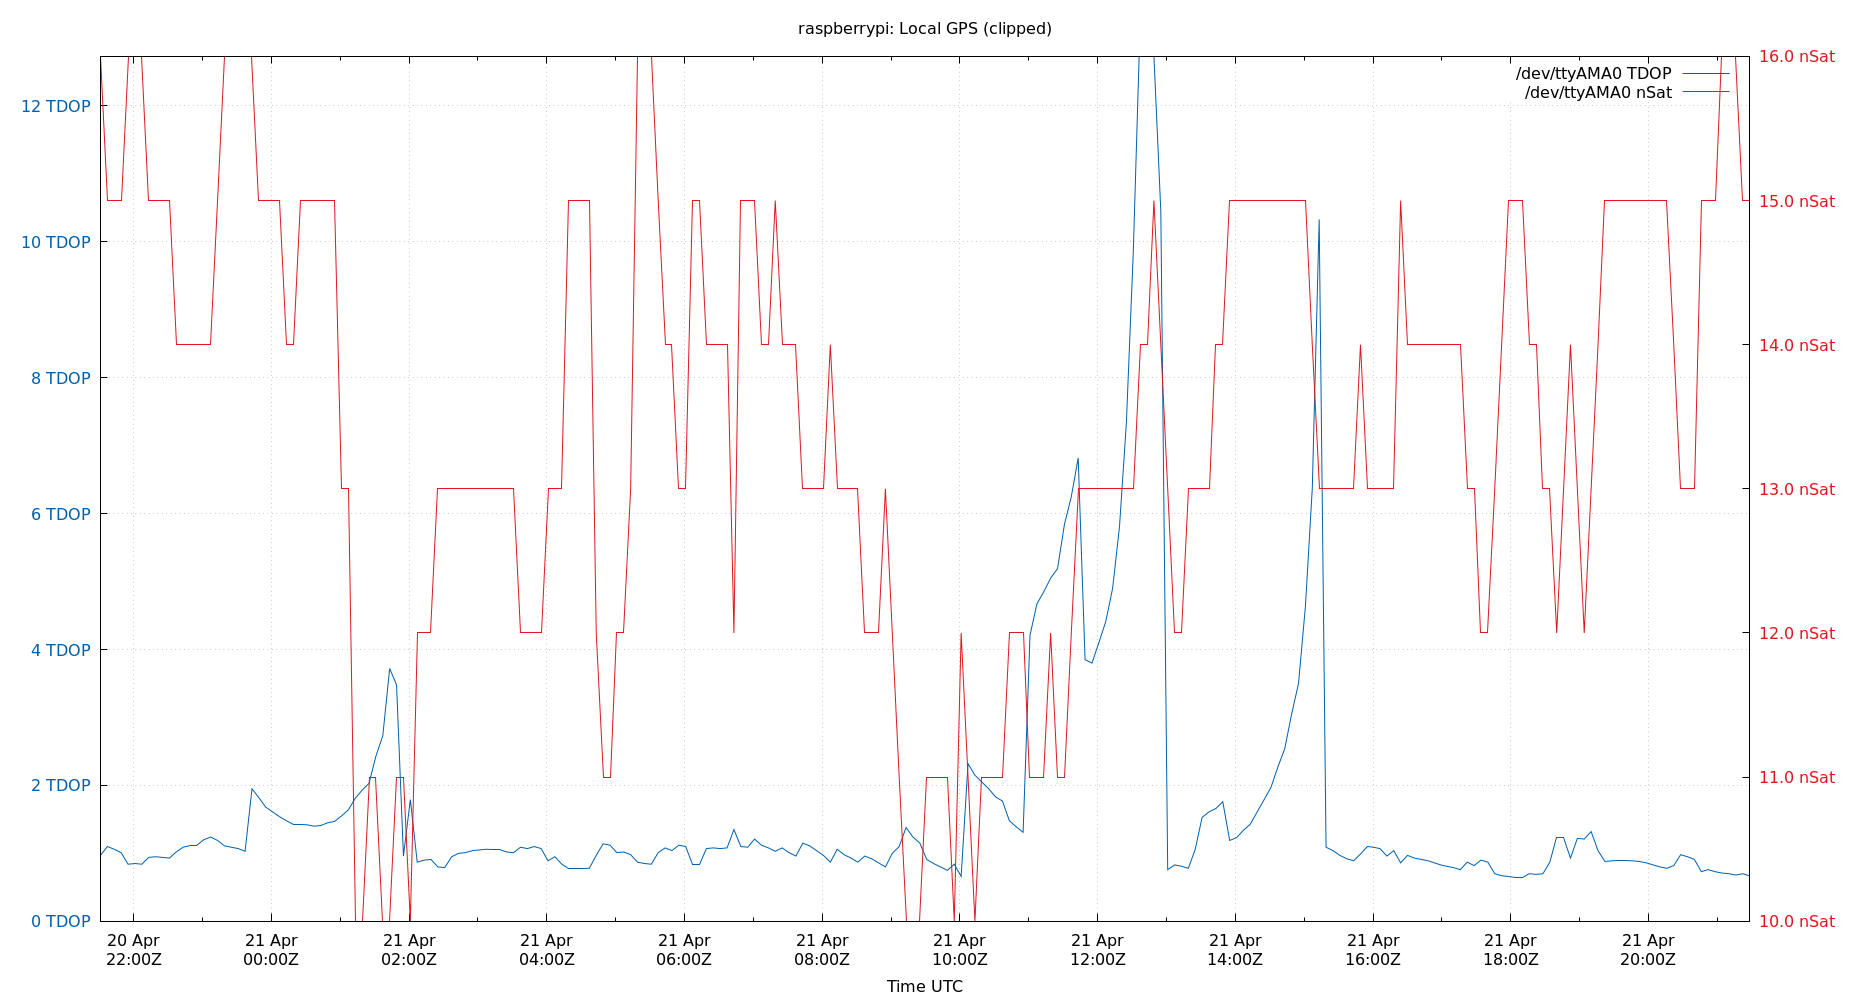 raspberrypi: Local GPS (clipped)
16.0 nSat
/dev/ttyAMA0 TDOP
/dev/ttyAMA0 nSat
12 TDOP
15.0 nSat
10 TDOP
14.0 nSat
8 TDOP
13.0 nSat
6 TDOP
12.0 nSat
4 TDOP
11.0 nSat
2 TDOP
10.0 nSat
0 TDOP
20 Apr 21 Apr 21 Apr 21 Apr 21 Apr 21 Apr 21 Apr 21 Apr 21 Apr 21 Apr 21 Apr 21 Apr
22:00Z 00:00Z 02:00Z 04:00Z 06:00Z 08:00Z 10:00Z 12:00Z 14:00Z 16:00Z 18:00Z 20:00Z
Time UTC